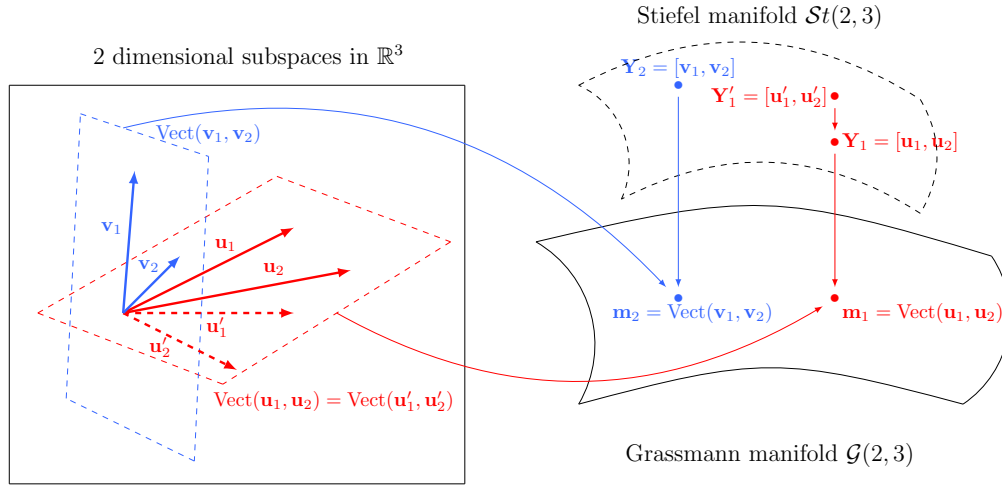 Stiefel manifold 𝒮t(2, 3)
2 dimensional subspaces in ℝ³
Y₂ = [v₁, v₂]
Y′₁ = [u′₁, u′₂]
Vect(v₁, v₂)
Y₁ = [u₁, u₂]
v₁
u₁
v₂
u₂
m₂ = Vect(v₁, v₂)
m₁ = Vect(u₁, u₂)
u′₁
u′₂
Vect(u₁, u₂) = Vect(u′₁, u′₂)
Grassmann manifold 𝒢(2, 3)